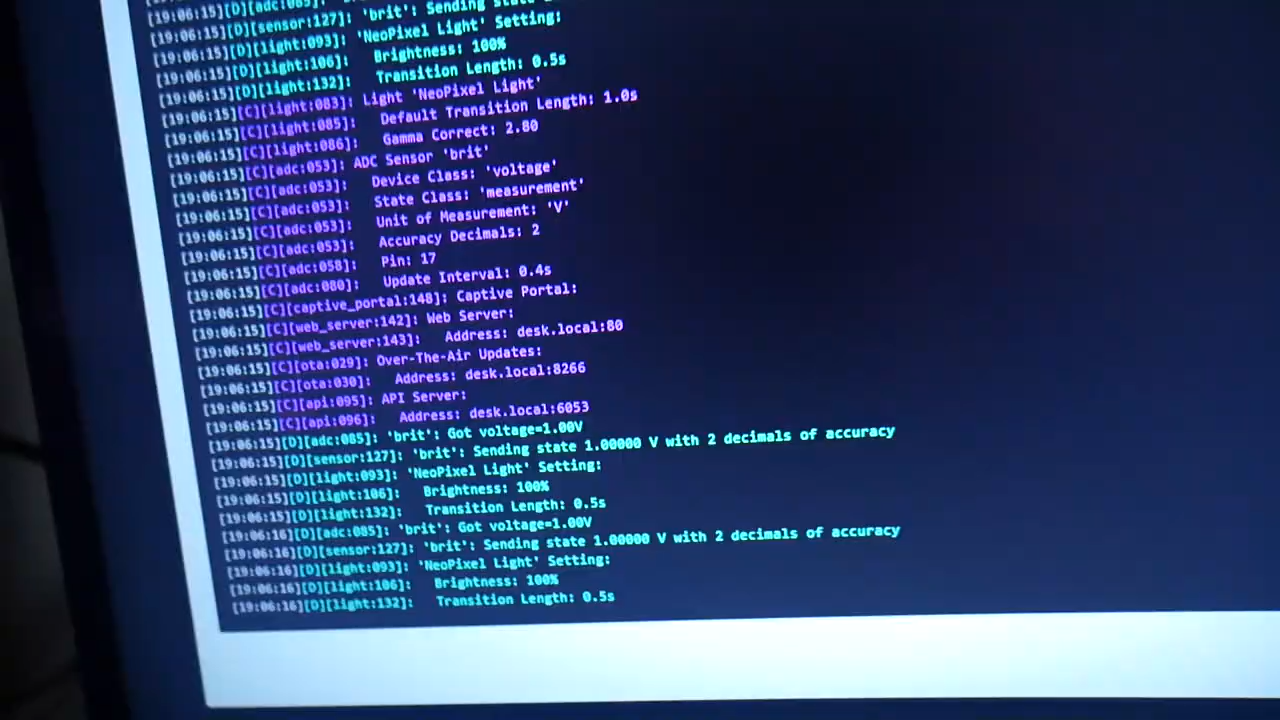 [19:06:15][D][adc:085]:
[19:06:15][D][sensor:127]: 'brit': Sending state
[19:06:15][D][light:093]: 'NeoPixel Light' Setting:
[19:06:15][D][light:106]:   Brightness: 100%
[19:06:15][D][light:132]:   Transition Length: 0.5s
[19:06:15][C][light:083]: Light 'NeoPixel Light'
[19:06:15][C][light:085]:   Default Transition Length: 1.0s
[19:06:15][C][light:086]:   Gamma Correct: 2.80
[19:06:15][C][adc:053]: ADC Sensor 'brit'
[19:06:15][C][adc:053]:   Device Class: 'voltage'
[19:06:15][C][adc:053]:   State Class: 'measurement'
[19:06:15][C][adc:053]:   Unit of Measurement: 'V'
[19:06:15][C][adc:053]:   Accuracy Decimals: 2
[19:06:15][C][adc:058]:   Pin: 17
[19:06:15][C][adc:080]:   Update Interval: 0.4s
[19:06:15][C][captive_portal:148]: Captive Portal:
[19:06:15][C][web_server:142]: Web Server:
[19:06:15][C][web_server:143]:   Address: desk.local:80
[19:06:15][C][ota:029]: Over-The-Air Updates:
[19:06:15][C][ota:030]:   Address: desk.local:8266
[19:06:15][C][api:095]: API Server:
[19:06:15][C][api:096]:   Address: desk.local:6053
[19:06:15][D][adc:085]: 'brit': Got voltage=1.00V
[19:06:15][D][sensor:127]: 'brit': Sending state 1.00000 V with 2 decimals of accuracy
[19:06:15][D][light:093]: 'NeoPixel Light' Setting:
[19:06:15][D][light:106]:   Brightness: 100%
[19:06:15][D][light:132]:   Transition Length: 0.5s
[19:06:16][D][adc:085]: 'brit': Got voltage=1.00V
[19:06:16][D][sensor:127]: 'brit': Sending state 1.00000 V with 2 decimals of accuracy
[19:06:16][D][light:093]: 'NeoPixel Light' Setting:
[19:06:16][D][light:106]:   Brightness: 100%
[19:06:16][D][light:132]:   Transition Length: 0.5s